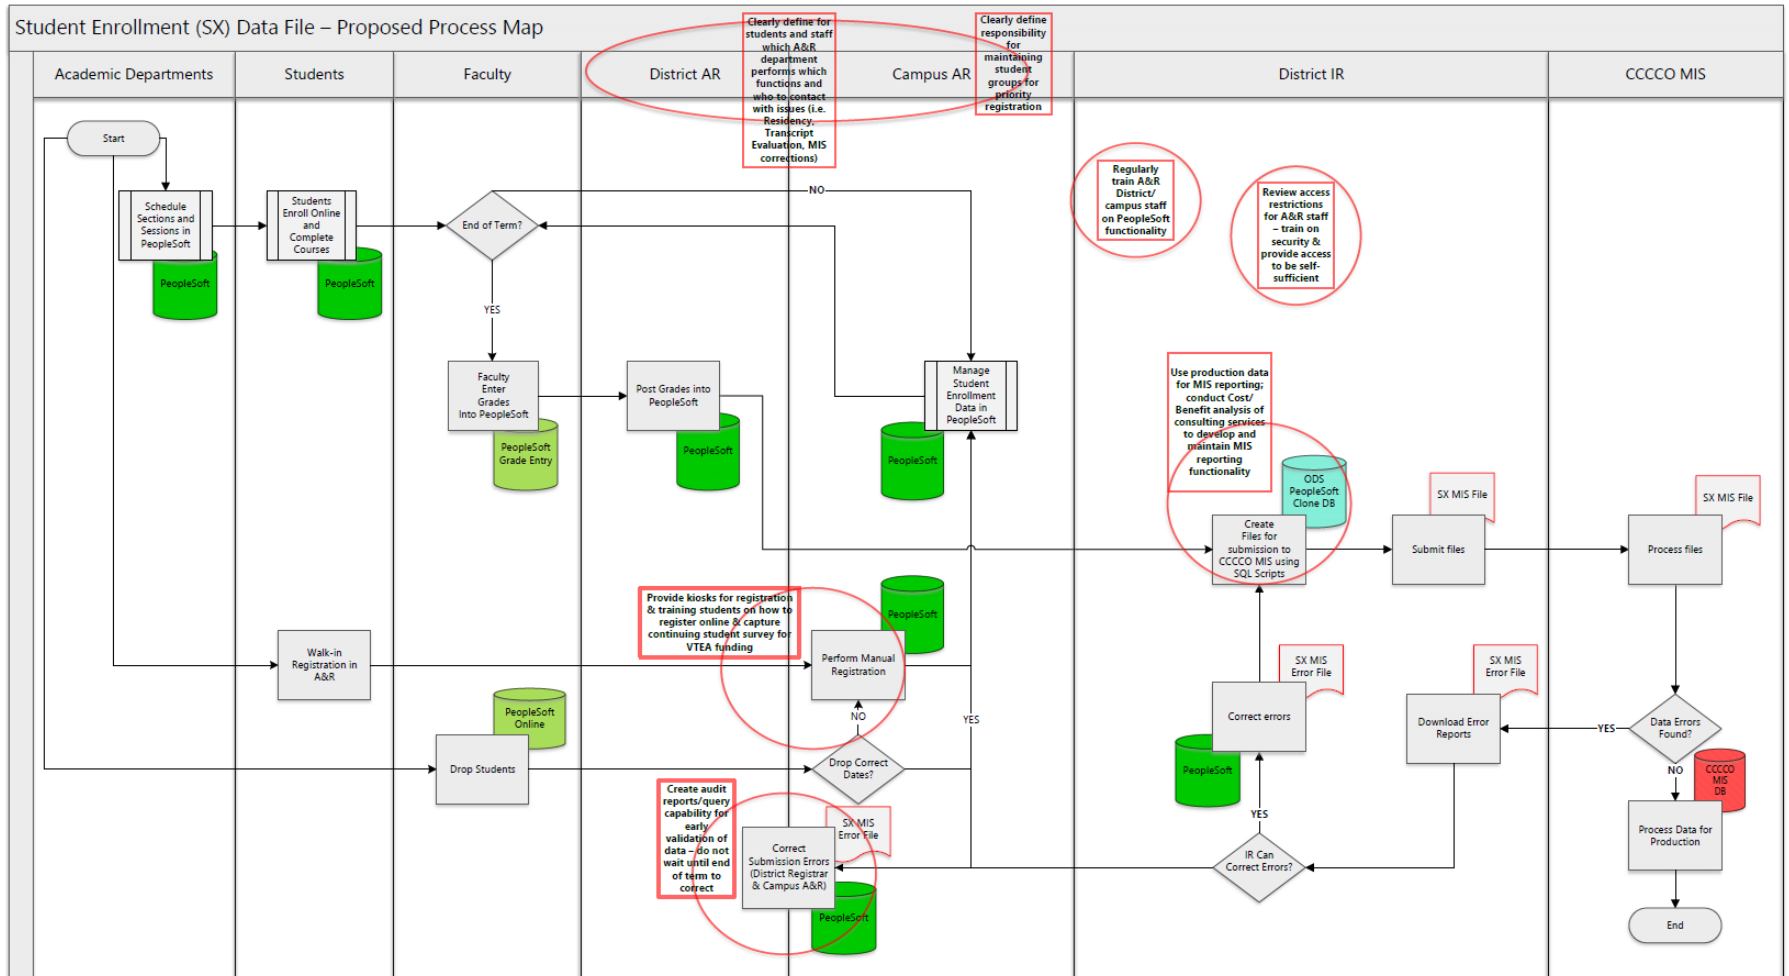 Student Enrollment (SX) Data File – Proposed Process Map
Academic Departments
Students
Faculty
District AR
Campus AR
District IR
CCCCO MIS
Clearly define for
students and staff
which A&R
department
performs which
functions and
who to contact
with issues (i.e.
Residency,
Transcript
Evaluation, MIS
corrections)
Clearly define
responsibility
for
maintaining
student
groups for
priority
registration
Start
Regularly
train A&R
District/
campus staff
on PeopleSoft
functionality
Review access
restrictions
for A&R staff
– train on
security &
provide access
to be self-
sufficient
Schedule
Sections and
Sessions in
PeopleSoft
PeopleSoft
Students
Enroll Online
and
Complete
Courses
PeopleSoft
End of Term?
NO
YES
Faculty
Enter
Grades
Into PeopleSoft
PeopleSoft
Grade Entry
Post Grades into
PeopleSoft
PeopleSoft
Manage
Student
Enrollment
Data in
PeopleSoft
PeopleSoft
Use production data
for MIS reporting;
conduct Cost/
Benefit analysis of
consulting services
to develop and
maintain MIS
reporting
functionality
ODS
PeopleSoft
Clone DB
Create
Files for
submission to
CCCCO MIS using
SQL Scripts
SX MIS File
Submit files
SX MIS File
Process files
Provide kiosks for registration
& training students on how to
register online & capture
continuing student survey for
VTEA funding
PeopleSoft
Walk-in
Registration in
A&R
Perform Manual
Registration
NO
YES
SX MIS
Error File
Correct errors
PeopleSoft
SX MIS
Error File
Download Error
Reports
YES
Data Errors
Found?
NO
CCCCO
MIS
DB
PeopleSoft
Online
Drop Students
Drop Correct
Dates?
Create audit
reports/query
capability for
early
validation of
data – do not
wait until end
of term to
correct
SX MIS
Error File
Correct
Submission Errors
(District Registrar
& Campus A&R)
PeopleSoft
YES
IR Can
Correct Errors?
Process Data for
Production
End